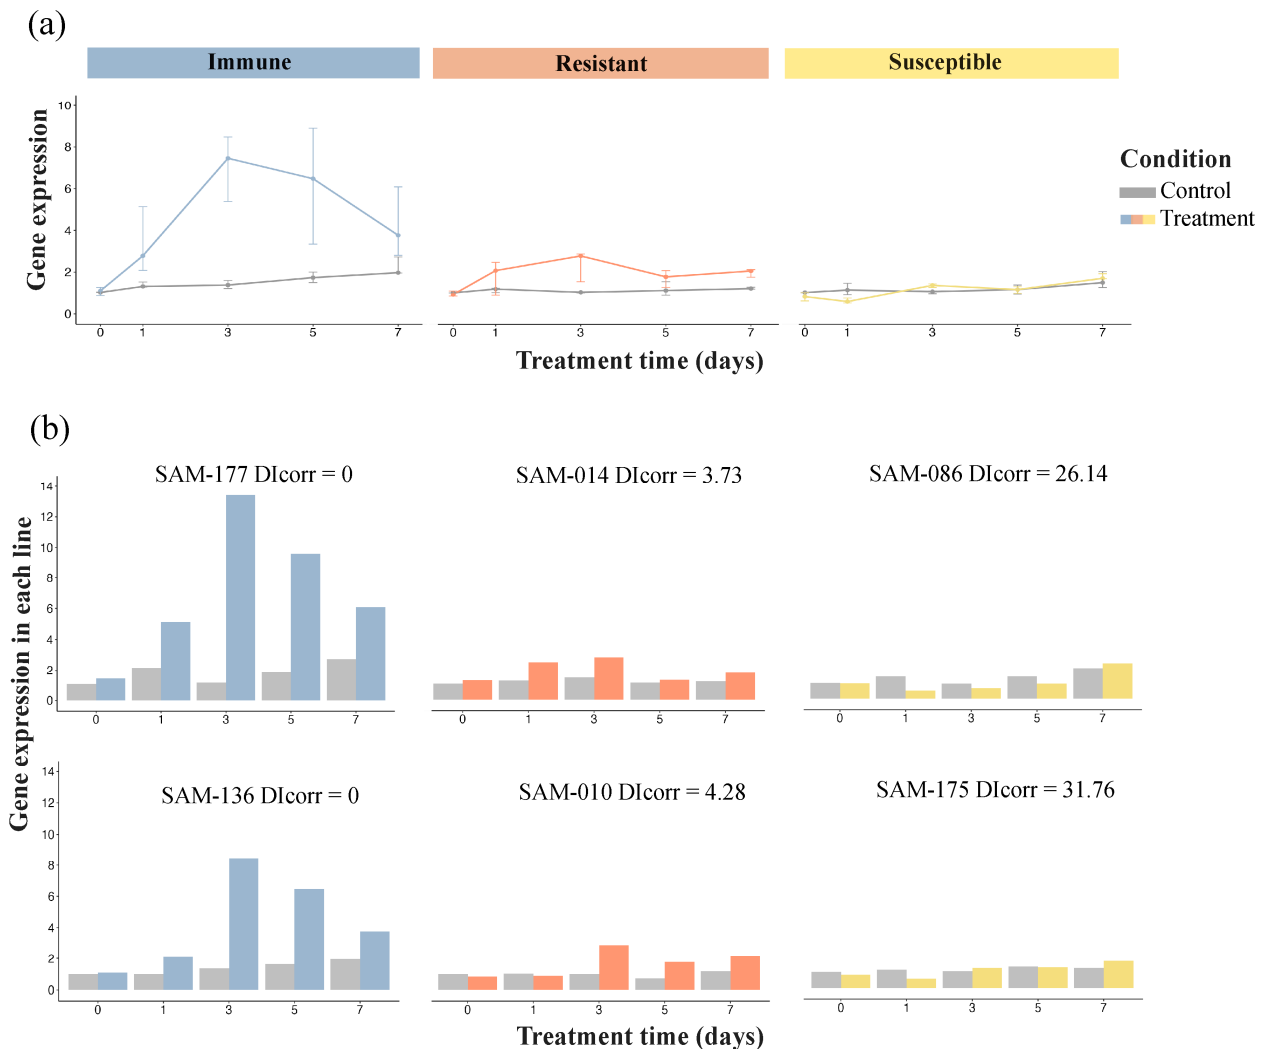 (a)
Immune
Resistant
Susceptible
Gene expression
10
8
6
4
2
0
0 1 3 5 7
0 1 3 5 7
0 1 3 5 7
Treatment time (days)
Condition
Control
Treatment
(b)
Gene expression in each line
SAM-177 DIcorr = 0
14
12
10
8
6
4
2
0
0 1 3 5 7
SAM-014 DIcorr = 3.73
0 1 3 5 7
SAM-086 DIcorr = 26.14
0 1 3 5 7
SAM-136 DIcorr = 0
14
12
10
8
6
4
2
0
0 1 3 5 7
SAM-010 DIcorr = 4.28
0 1 3 5 7
SAM-175 DIcorr = 31.76
0 1 3 5 7
Treatment time (days)